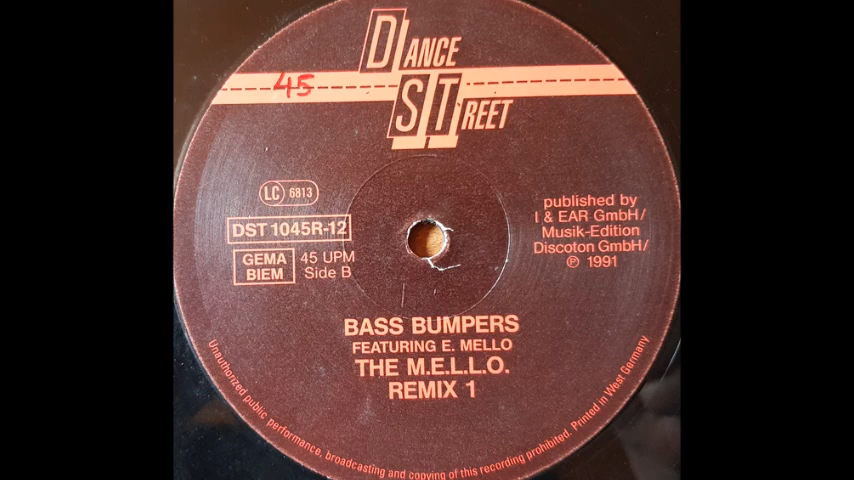 DANCE
STREET
45
LC 6813
DST 1045R-12
GEMA
BIEM
45 UPM
Side B
published by
I & EAR GmbH/
Musik-Edition
Discoton GmbH/
℗ 1991
BASS BUMPERS
FEATURING E. MELLO
THE M.E.L.L.O.
REMIX 1
Unauthorized public performance, broadcasting and copying of this recording prohibited. Printed in West Germany